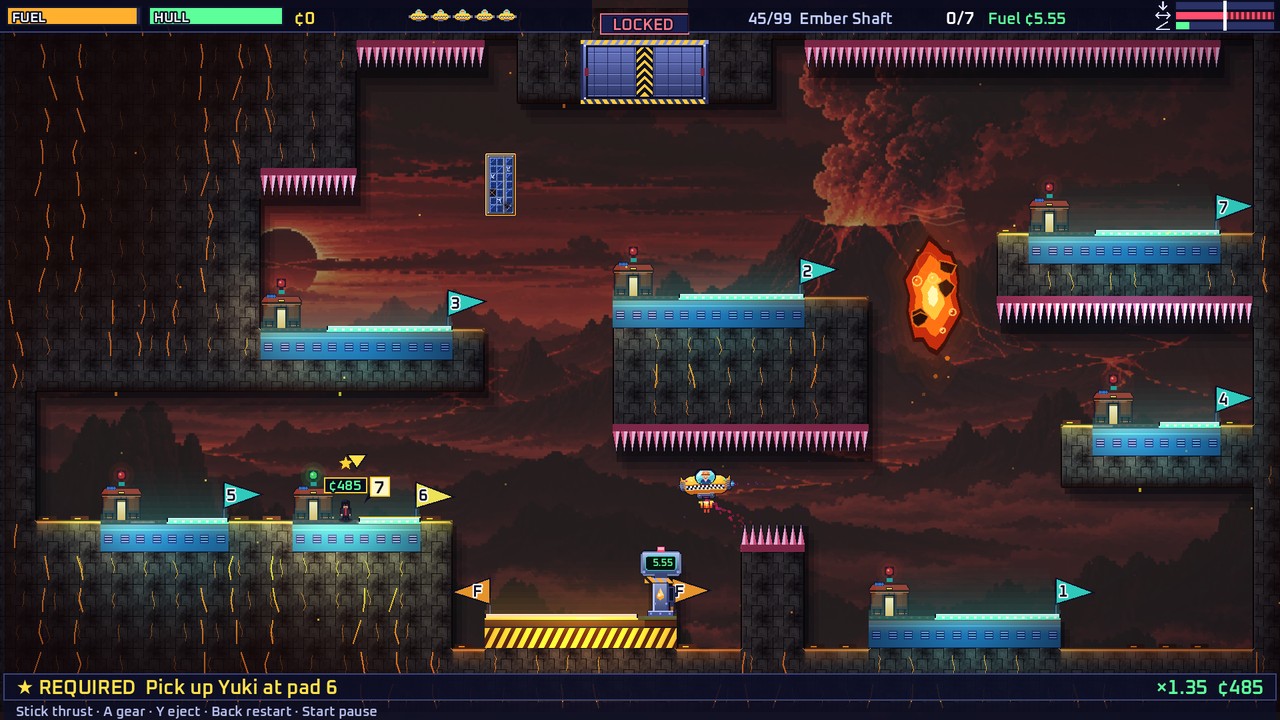 FUEL
HULL
¢0
LOCKED
45/99 Ember Shaft
0/7 Fuel ¢5.55
7
2
3
4
¢485 7
5
6
5.55
F
F
1
★ REQUIRED Pick up Yuki at pad 6
×1.35 ¢485
Stick thrust · A gear · Y eject · Back restart · Start pause